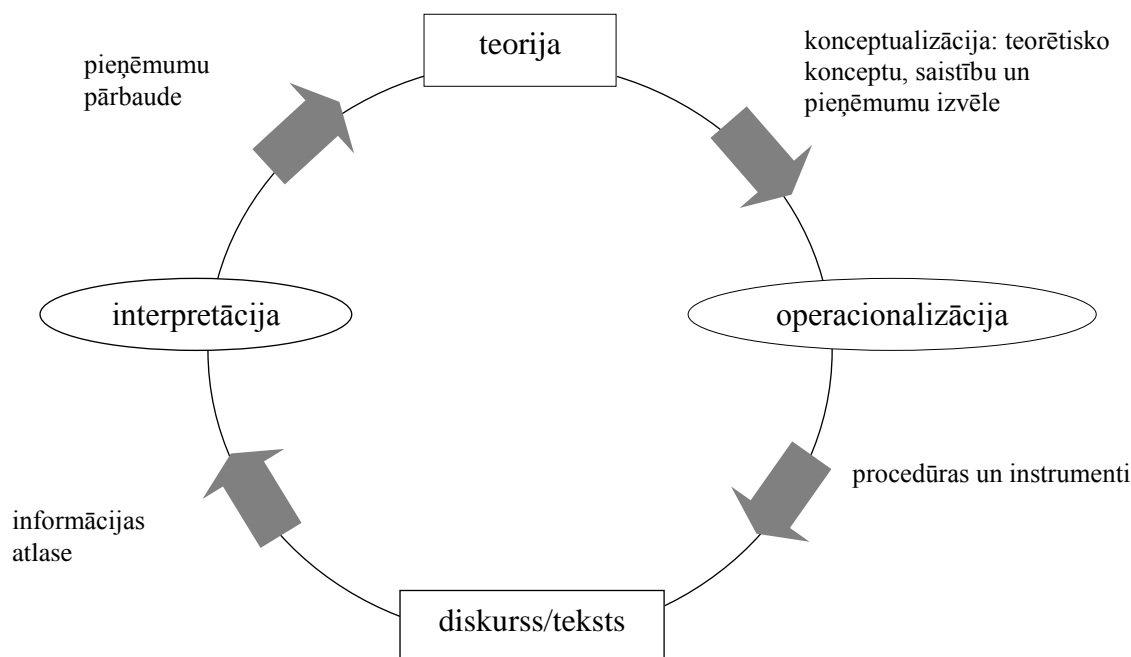 teorija
konceptualizācija: teorētisko
konceptu, saistību un
pieņēmumu izvēle
pieņēmumu
pārbaude
interpretācija
operacionalizācija
procedūras un instrumenti
informācijas
atlase
diskurss/teksts